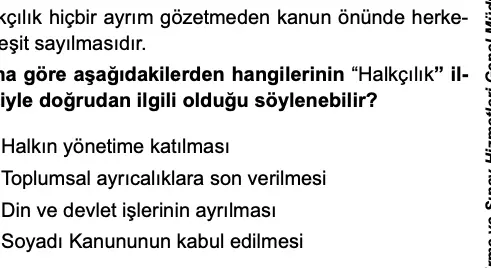 kçılık hiçbir ayrım gözetmeden kanun önünde herke-
eşit sayılmasıdır.
na göre aşağıdakilerden hangilerinin “Halkçılık” il-
iyle doğrudan ilgili olduğu söylenebilir?
Halkın yönetime katılması
Toplumsal ayrıcalıklara son verilmesi
Din ve devlet işlerinin ayrılması
Soyadı Kanununun kabul edilmesi